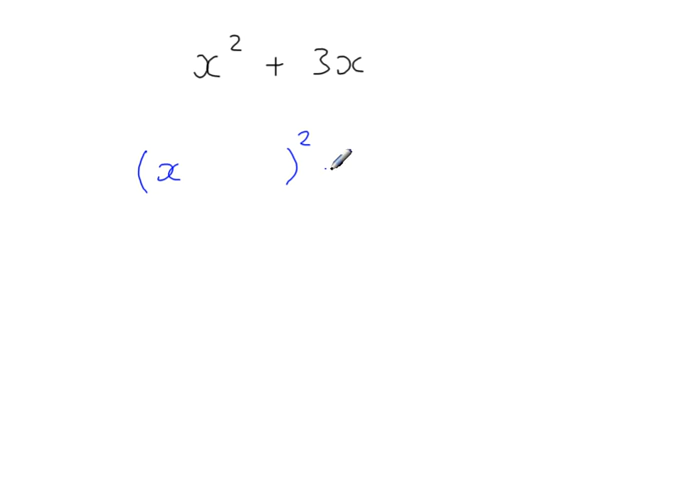 x² + 3x
(x )²